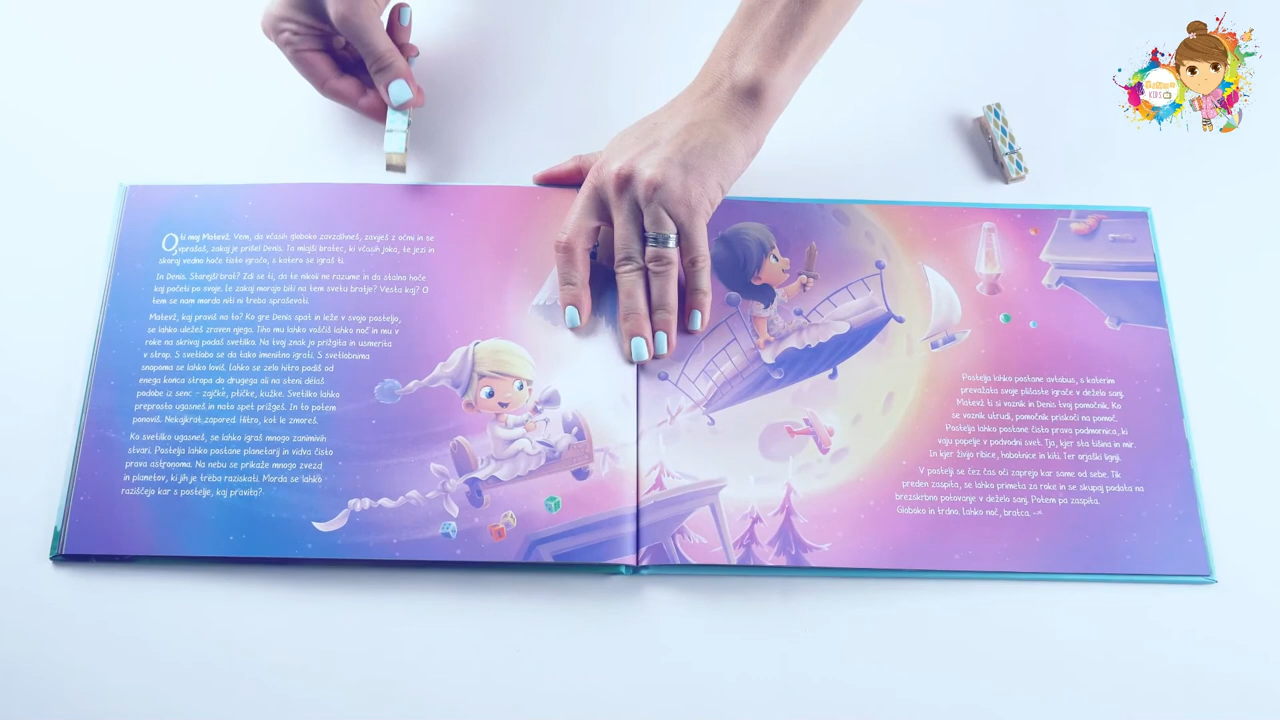 O ti moj Matevž. Vem, da včasih globoko zavzdihneš, zaviješ z očmi in se
vprašaš, zakaj je prišel Denis. Ta mlajši bratec, ki včasih joka, te jezi in
skoraj vedno hoče tisto igračo, s katero se igraš ti.
In Denis. Starejši brat? Zdi se ti, da te nikoli ne razume in da stalno hoče
kaj početi po svoje. Le zakaj morajo biti na tem svetu bratje? Vesta kaj? O
tem se nam morda niti ni treba spraševati.
Matevž, kaj praviš na to? Ko gre Denis spat in leže v svojo posteljo,
se lahko uležeš zraven njega. Tiho mu lahko voščiš lahko noč in mu v
roke na skrivaj podaš svetilko. Na tvoj znak jo prižgita in usmerita
v strop. S svetlobo se da tako imenitno igrati. S svetlobnima
snopoma se lahko loviš. Lahko se zelo hitro podiš od
enega konca stropa do drugega ali na steni delaš
podobe iz senc – zajčke, ptičke, kužke. Svetilko lahko
preprosto ugasneš in nato spet prižgeš. In to potem
ponoviš. Nekajkrat zapored. Hitro, kot le zmoreš.
Ko svetilko ugasneš, se lahko igraš mnogo zanimivih
stvari. Postelja lahko postane planetarij in vidva čisto
prava astronoma. Na nebu se prikaže mnogo zvezd
in planetov, ki jih je treba raziskati. Morda se lahko
raziščejo kar s postelje, kaj pravita?
Postelja lahko postane avtobus, s katerim
prevažata svoje plišaste igrače v deželo sanj.
Matevž ti si voznik in Denis tvoj pomočnik. Ko
se voznik utrudi, pomočnik priskoči na pomoč.
Postelja lahko postane čisto prava podmornica, ki
vaju popelje v podvodni svet. Tja, kjer sta tišina in mir.
In kjer živijo ribice, hobotnice in kiti. Ter orjaški lignji.
V postelji se čez čas oči zaprejo kar same od sebe. Tik
preden zaspita, se lahko primeta za roke in se skupaj podata na
brezskrbno potovanje v deželo sanj. Potem pa zaspita.
Globoko in trdno. Lahko noč, bratca.
KIDS